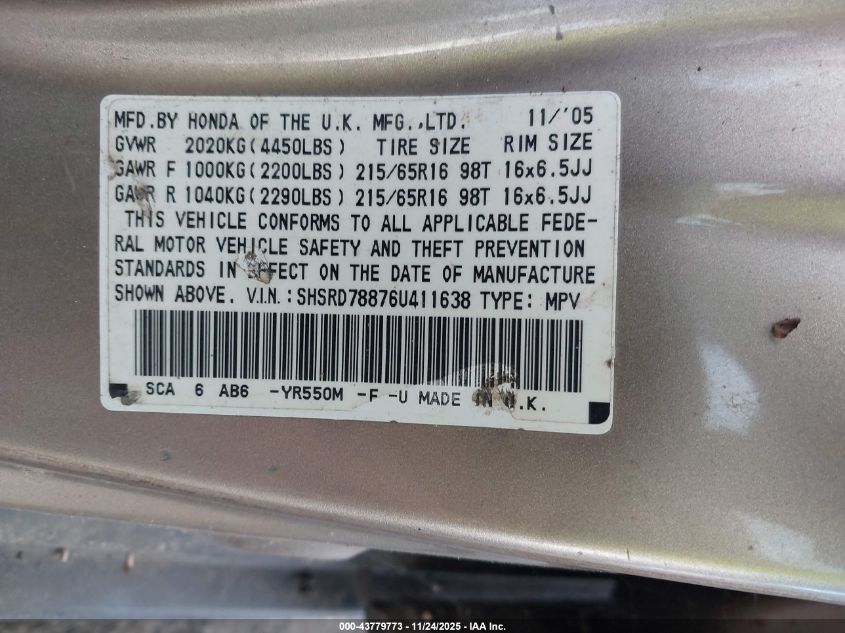 MFD.BY HONDA OF THE U.K. MFG.,LTD. 11/'05
GVWR 2020KG(4450LBS) TIRE SIZE RIM SIZE
GAWR F 1000KG(2200LBS) 215/65R16 98T 16x6.5JJ
GAWR R 1040KG(2290LBS) 215/65R16 98T 16x6.5JJ
THIS VEHICLE CONFORMS TO ALL APPLICABLE FEDE-
RAL MOTOR VEHICLE SAFETY AND THEFT PREVENTION
STANDARDS IN EFFECT ON THE DATE OF MANUFACTURE
SHOWN ABOVE. V.I.N.:SHSRD78876U411638 TYPE: MPV
SCA 6 AB6 -YR550M -F -U MADE IN U.K.
000-43779773 - 11/24/2025 - IAA Inc.